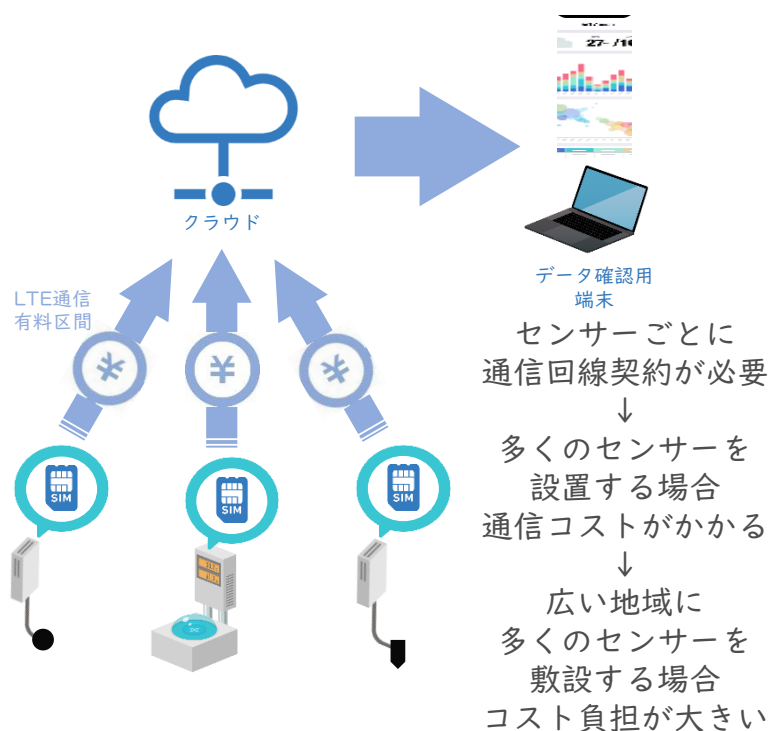 クラウド
データ確認用
端末
LTE通信
有料区間
¥
¥
¥
SIM
SIM
SIM
センサーごとに
通信回線契約が必要
↓
多くのセンサーを
設置する場合
通信コストがかかる
↓
広い地域に
多くのセンサーを
敷設する場合
コスト負担が大きい